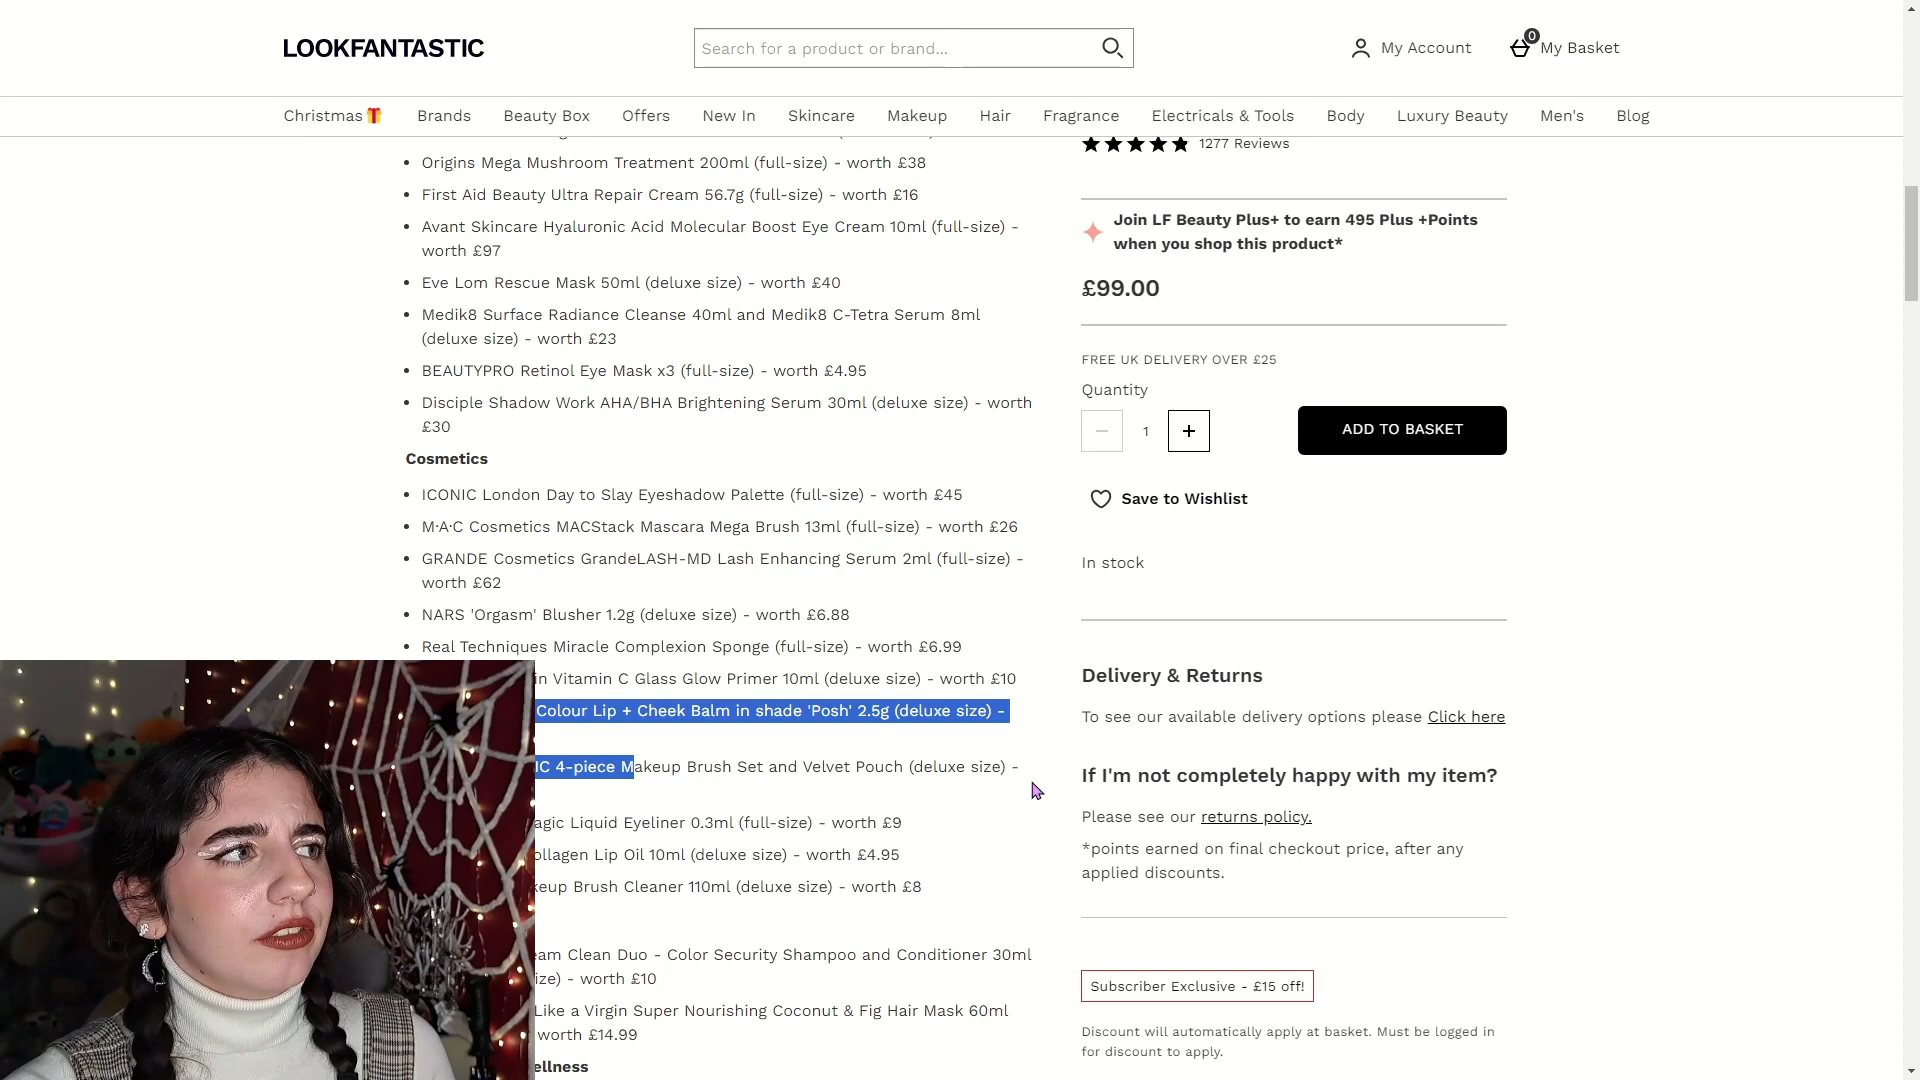 LOOKFANTASTIC
Search for a product or brand...
My Account
0
My Basket
Christmas
Brands
Beauty Box
Offers
New In
Skincare
Makeup
Hair
Fragrance
Electricals & Tools
Body
Luxury Beauty
Men's
Blog
• Origins Mega Mushroom Treatment 200ml (full-size) - worth £38
• First Aid Beauty Ultra Repair Cream 56.7g (full-size) - worth £16
• Avant Skincare Hyaluronic Acid Molecular Boost Eye Cream 10ml (full-size) -
worth £97
• Eve Lom Rescue Mask 50ml (deluxe size) - worth £40
• Medik8 Surface Radiance Cleanse 40ml and Medik8 C-Tetra Serum 8ml
(deluxe size) - worth £23
• BEAUTYPRO Retinol Eye Mask x3 (full-size) - worth £4.95
• Disciple Shadow Work AHA/BHA Brightening Serum 30ml (deluxe size) - worth
£30
Cosmetics
• ICONIC London Day to Slay Eyeshadow Palette (full-size) - worth £45
• M·A·C Cosmetics MACStack Mascara Mega Brush 13ml (full-size) - worth £26
• GRANDE Cosmetics GrandeLASH-MD Lash Enhancing Serum 2ml (full-size) -
worth £62
• NARS 'Orgasm' Blusher 1.2g (deluxe size) - worth £6.88
• Real Techniques Miracle Complexion Sponge (full-size) - worth £6.99
in Vitamin C Glass Glow Primer 10ml (deluxe size) - worth £10
Colour Lip + Cheek Balm in shade 'Posh' 2.5g (deluxe size) -
IC 4-piece Makeup Brush Set and Velvet Pouch (deluxe size) -
agic Liquid Eyeliner 0.3ml (full-size) - worth £9
ollagen Lip Oil 10ml (deluxe size) - worth £4.95
keup Brush Cleaner 110ml (deluxe size) - worth £8
eam Clean Duo - Color Security Shampoo and Conditioner 30ml
ize) - worth £10
Like a Virgin Super Nourishing Coconut & Fig Hair Mask 60ml
worth £14.99
ellness
1277 Reviews
Join LF Beauty Plus+ to earn 495 Plus +Points
when you shop this product*
£99.00
FREE UK DELIVERY OVER £25
Quantity
1
ADD TO BASKET
Save to Wishlist
In stock
Delivery & Returns
To see our available delivery options please Click here
If I'm not completely happy with my item?
Please see our returns policy.
*points earned on final checkout price, after any
applied discounts.
Subscriber Exclusive - £15 off!
Discount will automatically apply at basket. Must be logged in
for discount to apply.